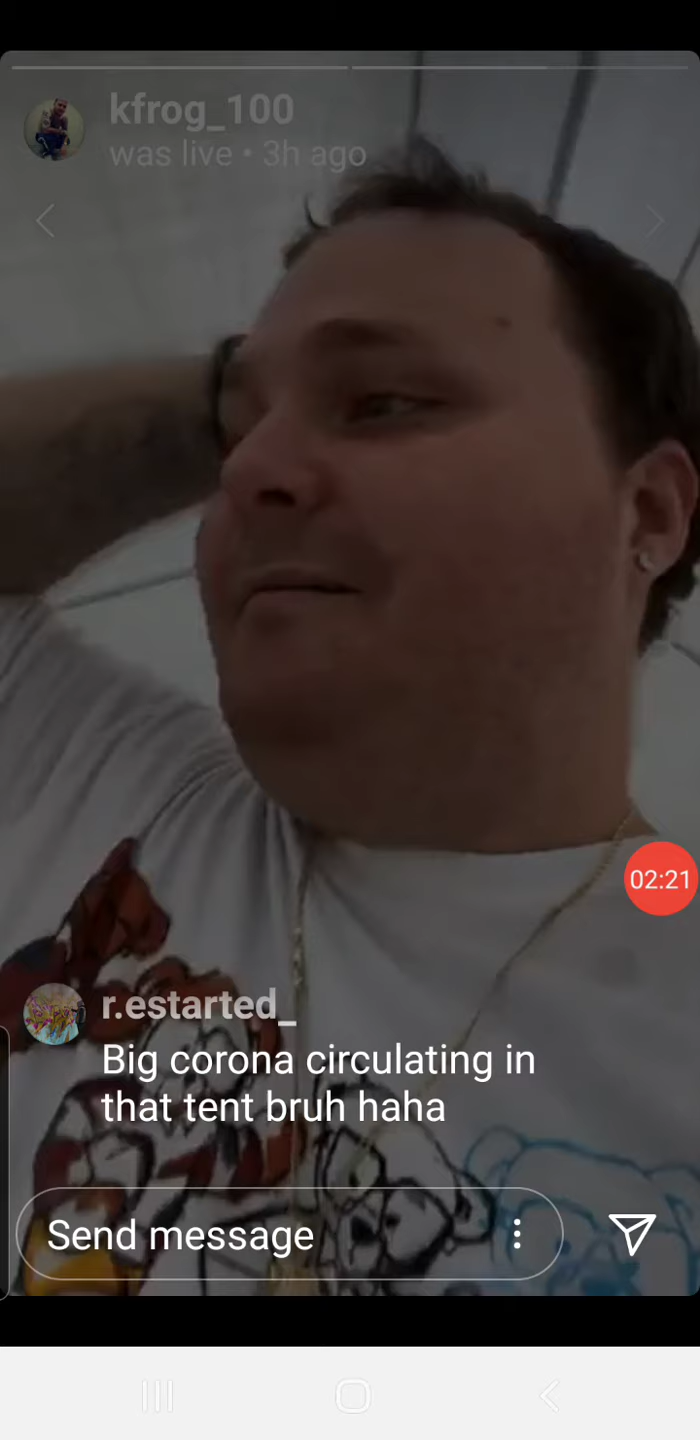 kfrog_100
was live • 3h ago
02:21
r.estarted_
Big corona circulating in
that tent bruh haha
Send message